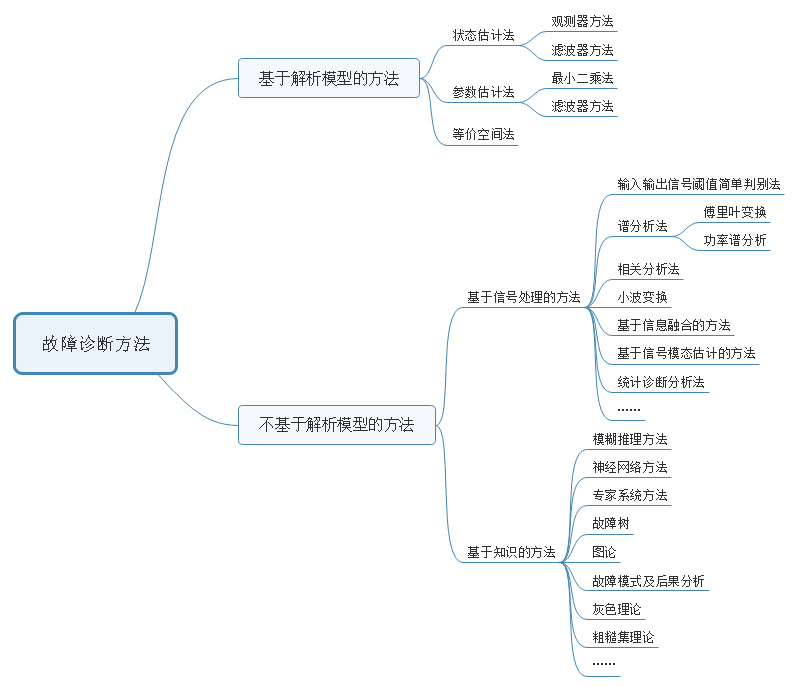 故障诊断方法
基于解析模型的方法
状态估计法
观测器方法
滤波器方法
参数估计法
最小二乘法
滤波器方法
等价空间法
不基于解析模型的方法
基于信号处理的方法
输入输出信号阈值简单判别法
谱分析法
傅里叶变换
功率谱分析
相关分析法
小波变换
基于信息融合的方法
基于信号模态估计的方法
统计诊断分析法
......
基于知识的方法
模糊推理方法
神经网络方法
专家系统方法
故障树
图论
故障模式及后果分析
灰色理论
粗糙集理论
......